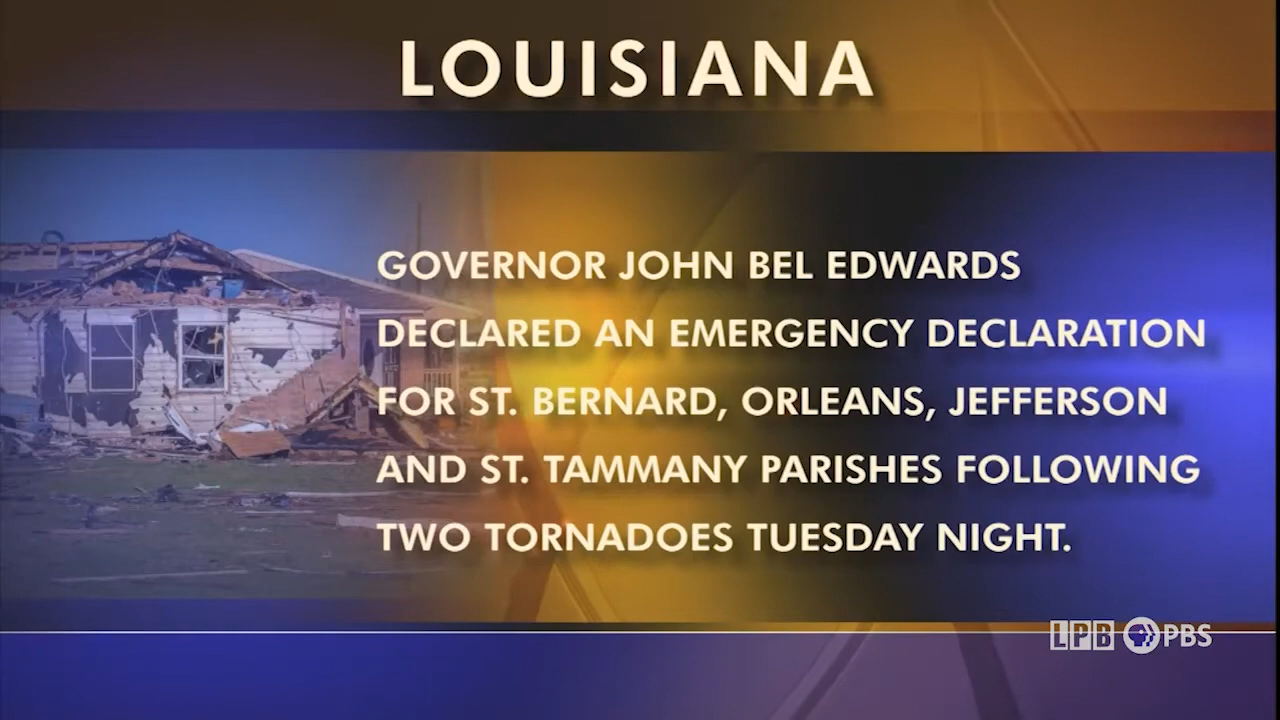 LOUISIANA
GOVERNOR JOHN BEL EDWARDS
DECLARED AN EMERGENCY DECLARATION
FOR ST. BERNARD, ORLEANS, JEFFERSON
AND ST. TAMMANY PARISHES FOLLOWING
TWO TORNADOES TUESDAY NIGHT.
LPB PBS